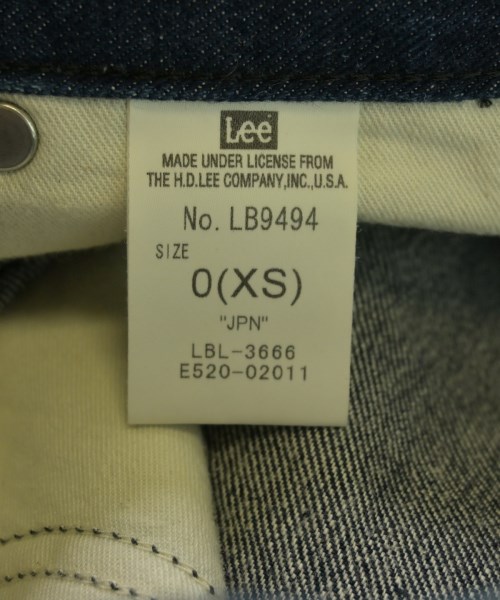 Lee
MADE UNDER LICENSE FROM
THE H.D.LEE COMPANY,INC.,U.S.A.
No. LB9494
SIZE
0(XS)
"JPN"
LBL-3666
E520-02011